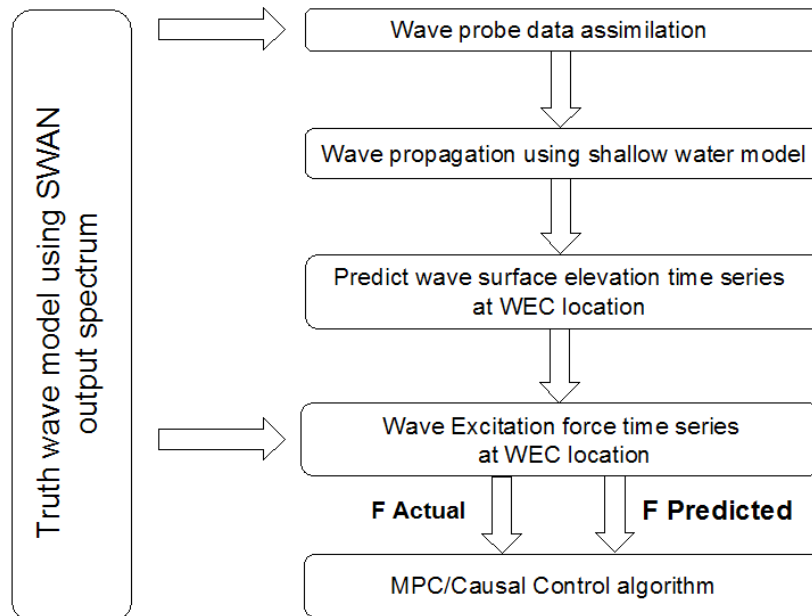 Truth wave model using SWAN
output spectrum
Wave probe data assimilation
Wave propagation using shallow water model
Predict wave surface elevation time series
at WEC location
Wave Excitation force time series
at WEC location
F Actual
F Predicted
MPC/Causal Control algorithm